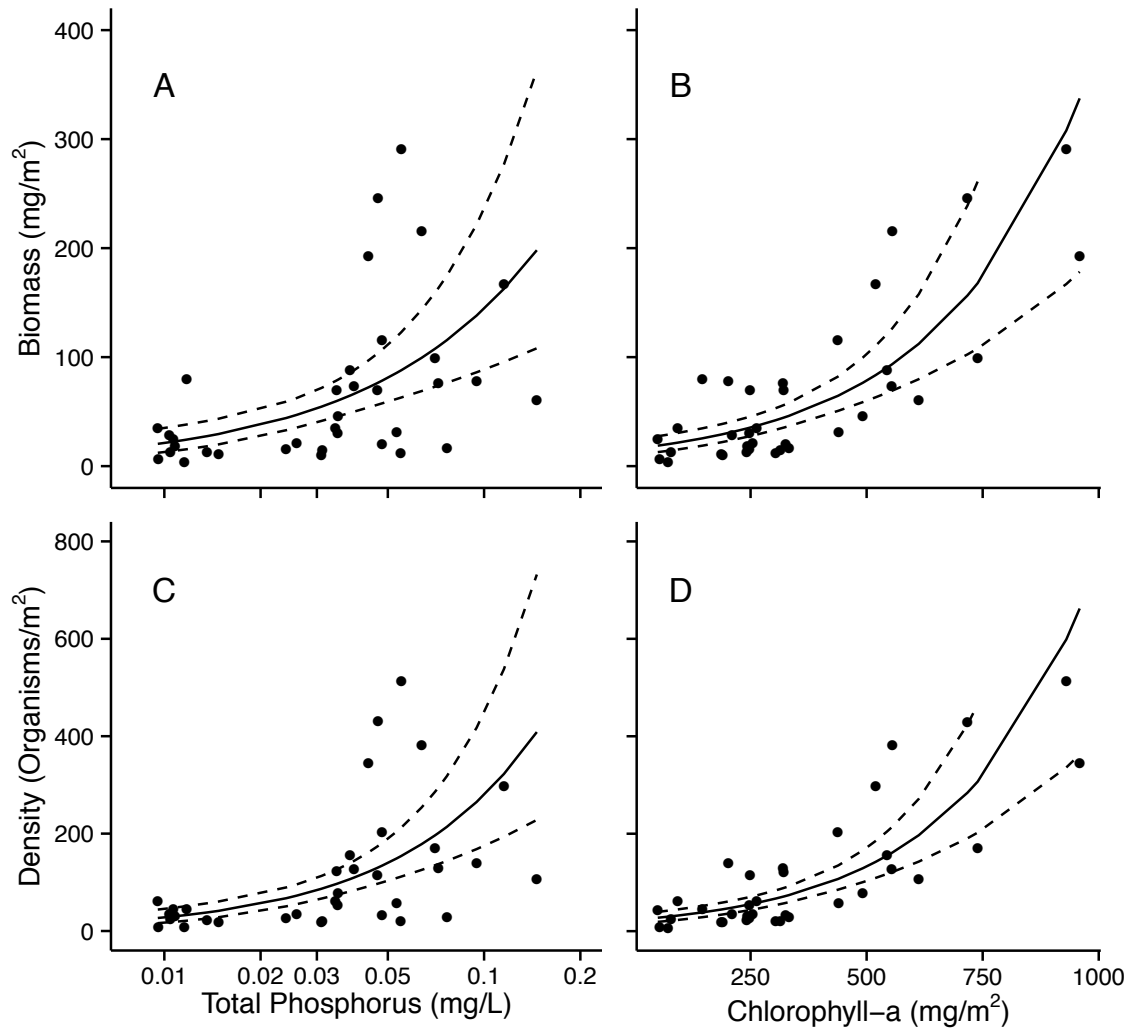 A
B
400
300
200
100
0
Biomass (mg/m²)
C
D
800
600
400
200
0
Density (Organisms/m²)
0.01 0.02 0.03 0.05 0.1 0.2
Total Phosphorus (mg/L)
250 500 750 1000
Chlorophyll−a (mg/m²)